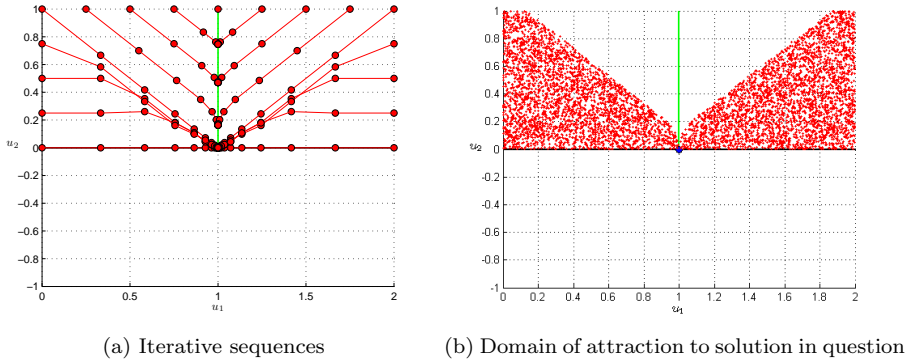 1
0.8
0.6
0.4
0.2
0
−0.2
−0.4
−0.6
−0.8
−1
u2
0 0.5 1 1.5 2
u1
(a) Iterative sequences
1
0.8
0.6
0.4
0.2
0
-0.2
-0.4
-0.6
-0.8
-1
u2
0 0.2 0.4 0.6 0.8 1 1.2 1.4 1.6 1.8 2
u1
(b) Domain of attraction to solution in question